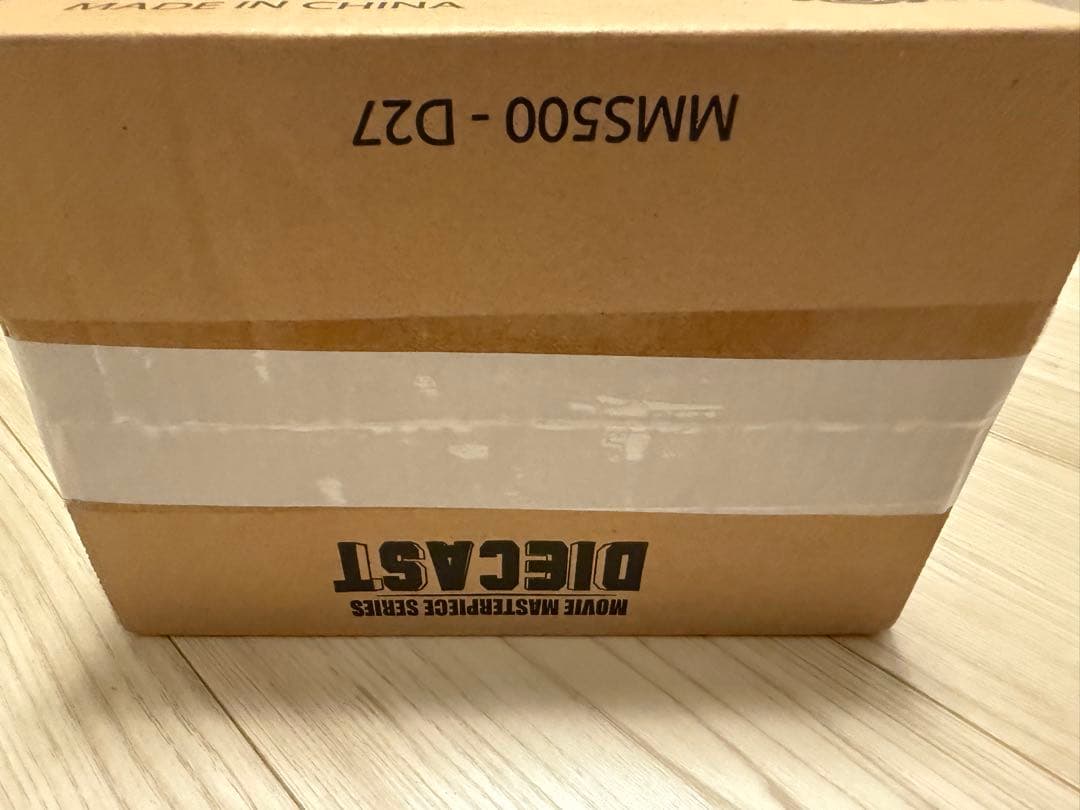 MADE IN CHINA
MMS500 - D27
MOVIE MASTERPIECE SERIES
DIECAST